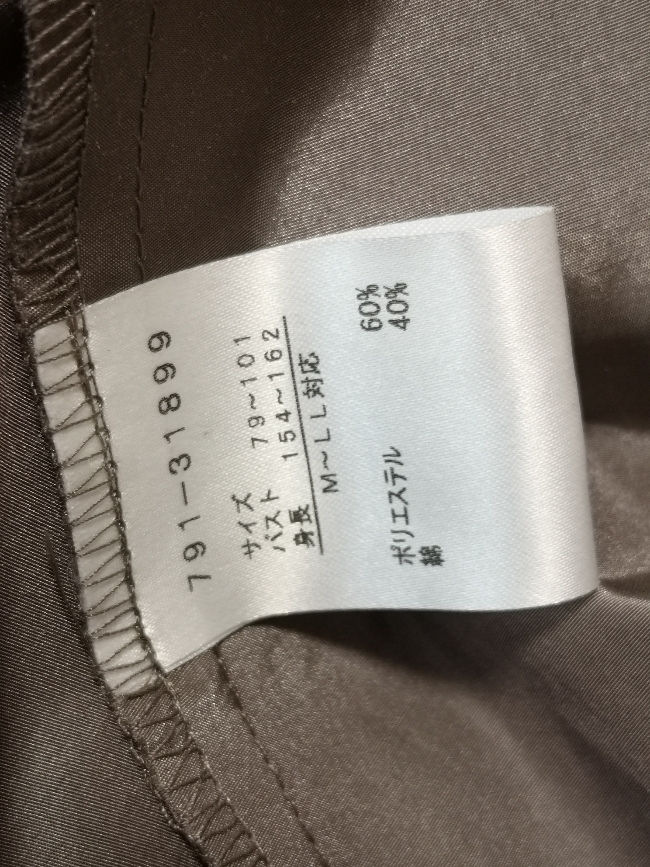 791-31899
サイズ
バスト 79~101
身長 154~162
M~LL対応
ポリエステル 60%
綿 40%